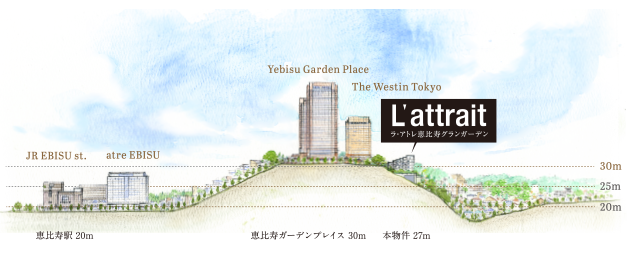 Yebisu Garden Place
The Westin Tokyo
L'attrait
ラ・アトレ恵比寿グランガーデン
JR EBISU st.
atre EBISU
30m
25m
20m
恵比寿駅 20m
恵比寿ガーデンプレイス 30m
本物件 27m